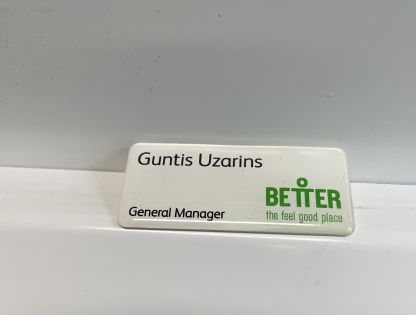 Guntis Uzarins
General Manager
BETTER
the feel good place